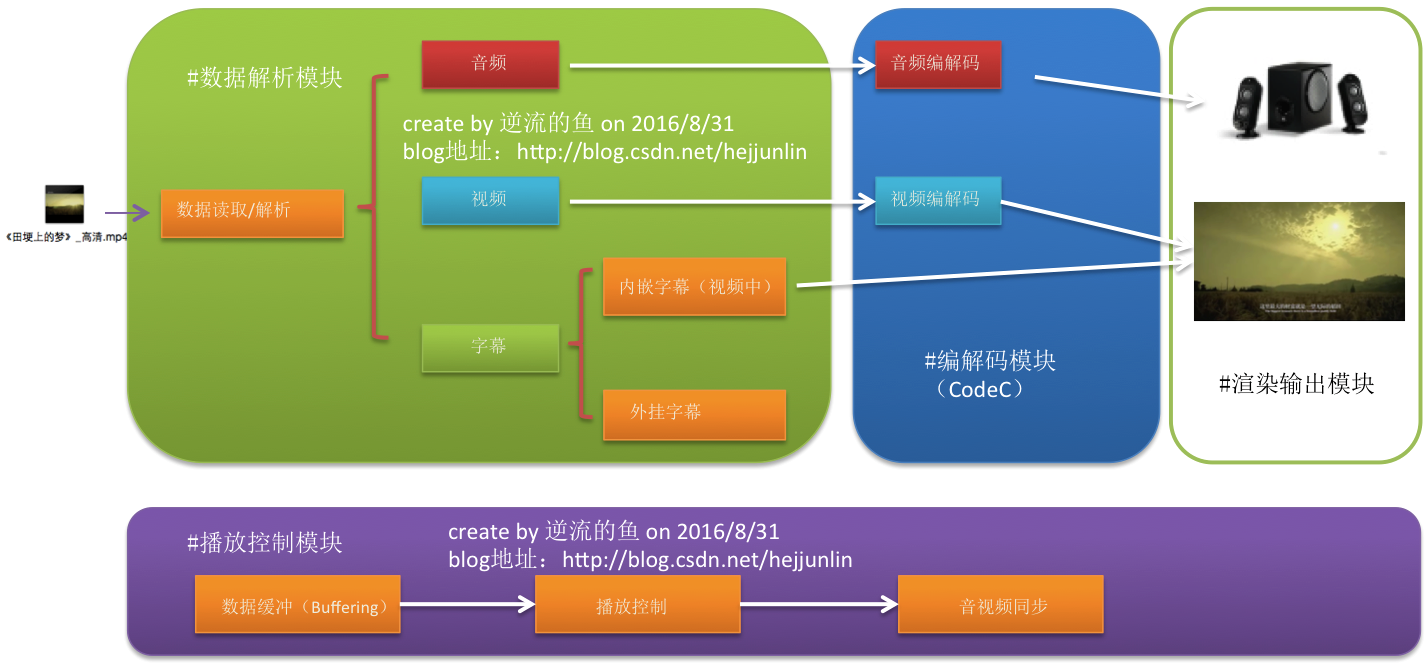 #数据解析模块
音频
音频编解码
create by 逆流的鱼 on 2016/8/31
blog地址：http://blog.csdn.net/hejjunlin
数据读取/解析
视频
视频编解码
《田埂上的梦》_高清.mp4
内嵌字幕（视频中）
字幕
外挂字幕
#编解码模块
（CodeC）
#渲染输出模块
#播放控制模块
create by 逆流的鱼 on 2016/8/31
blog地址：http://blog.csdn.net/hejjunlin
数据缓冲（Buffering）
播放控制
音视频同步